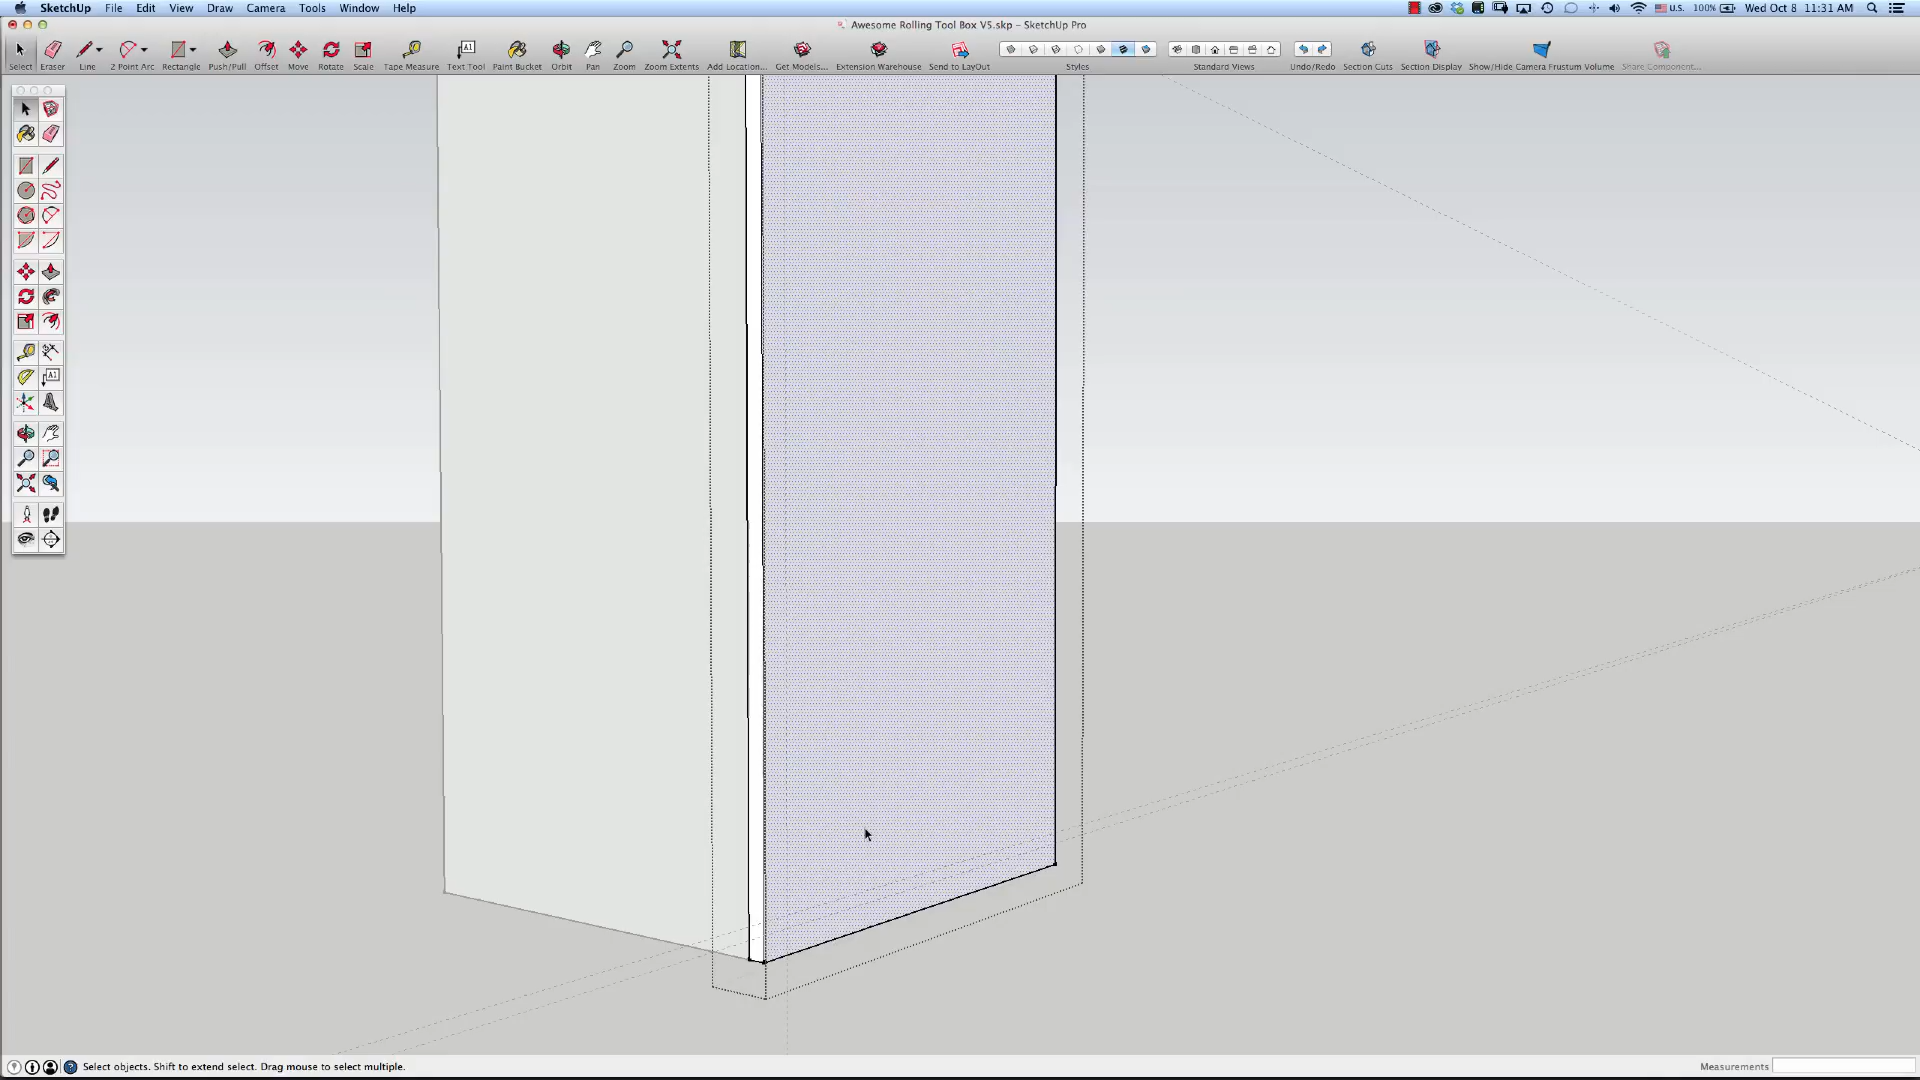 SketchUp File Edit View Draw Camera Tools Window Help U.S. 100% Wed Oct 8 11:31 AM
Awesome Rolling Tool Box V5.skp – SketchUp Pro
Select Eraser Line 2 Point Arc Rectangle Push/Pull Offset Move Rotate Scale Tape Measure Text Tool Paint Bucket Orbit Pan Zoom Zoom Extents Add Location... Get Models... Extension Warehouse Send to LayOut Styles Standard Views Undo/Redo Section Cuts Section Display Show/Hide Camera Frustum Volume Share Component...
Select objects. Shift to extend select. Drag mouse to select multiple. Measurements